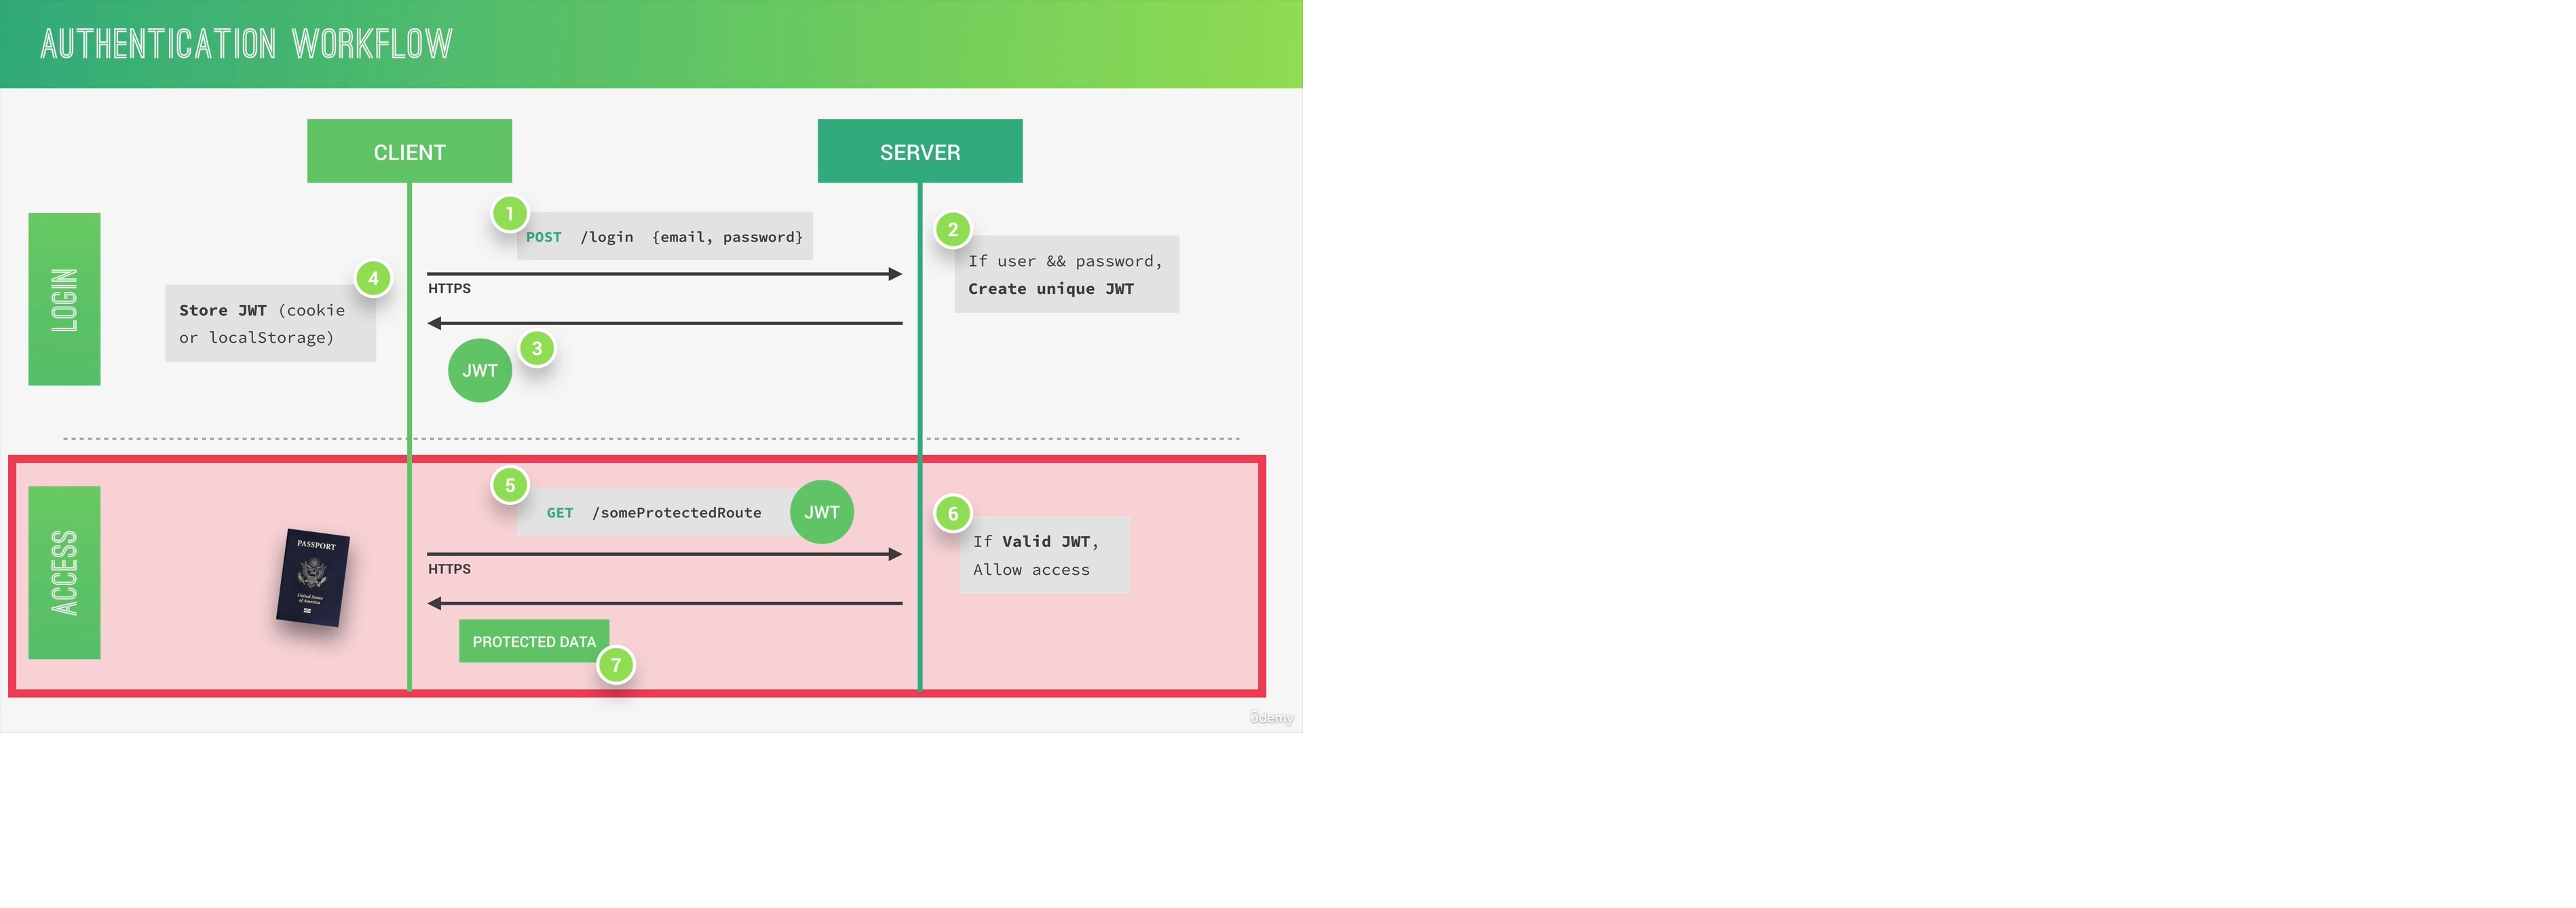 AUTHENTICATION WORKFLOW
CLIENT
SERVER
LOGIN
1
POST /login {email, password}
HTTPS
2
If user && password,
Create unique JWT
3
JWT
4
Store JWT (cookie
or localStorage)
ACCESS
PASSPORT
United States
of America
5
GET /someProtectedRoute
JWT
HTTPS
6
If Valid JWT,
Allow access
PROTECTED DATA
7
ûdemy